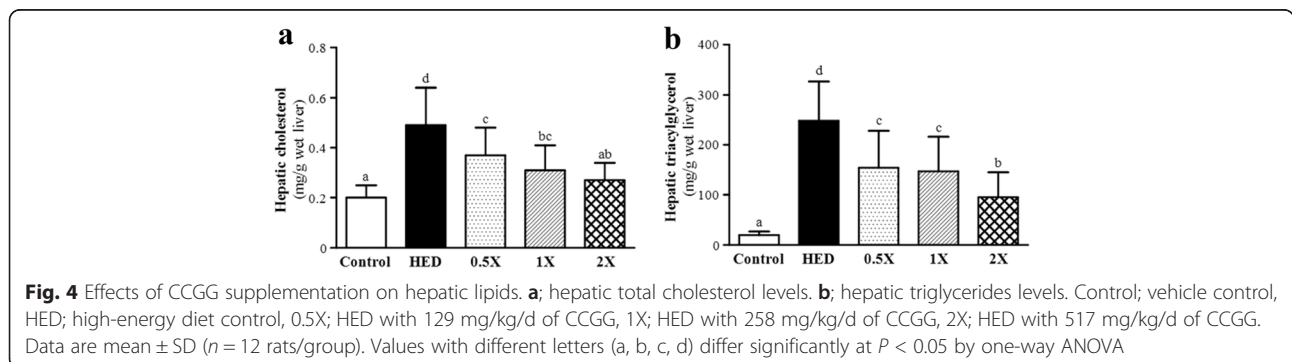 a
b
Hepatic cholesterol
(mg/g wet liver)
0.8
0.6
0.4
0.2
0
a
d
c
bc
ab
Control HED 0.5X 1X 2X
Hepatic triacylglycerol
(mg/g wet liver)
400
300
200
100
0
a
d
c
c
b
Control HED 0.5X 1X 2X
Fig. 4 Effects of CCGG supplementation on hepatic lipids. a; hepatic total cholesterol levels. b; hepatic triglycerides levels. Control; vehicle control,
HED; high-energy diet control, 0.5X; HED with 129 mg/kg/d of CCGG, 1X; HED with 258 mg/kg/d of CCGG, 2X; HED with 517 mg/kg/d of CCGG.
Data are mean ± SD (n = 12 rats/group). Values with different letters (a, b, c, d) differ significantly at P < 0.05 by one-way ANOVA